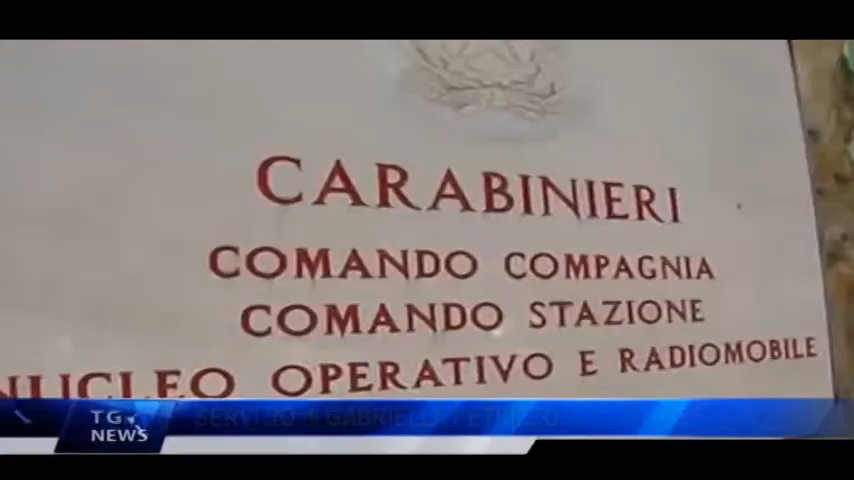 CARABINIERI
COMANDO COMPAGNIA
COMANDO STAZIONE
NUCLEO OPERATIVO E RADIOMOBILE
TG
NEWS